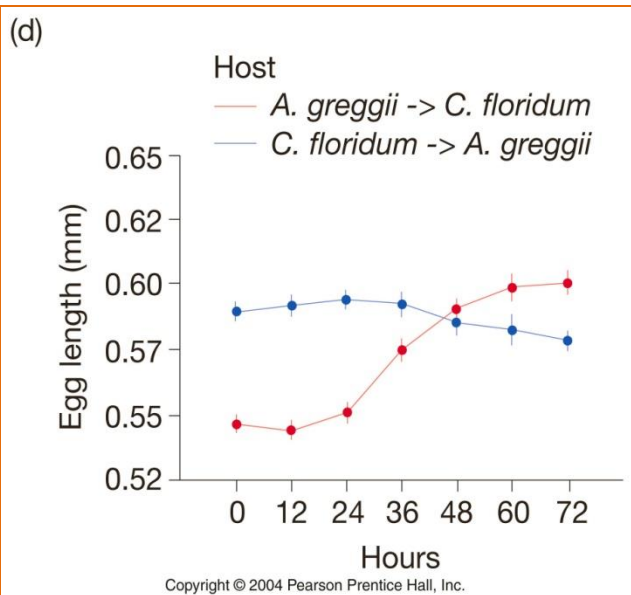 (d)
Host
A. greggii -> C. floridum
C. floridum -> A. greggii
0.65
0.62
0.60
0.57
0.55
0.52
Egg length (mm)
0 12 24 36 48 60 72
Hours
Copyright © 2004 Pearson Prentice Hall, Inc.